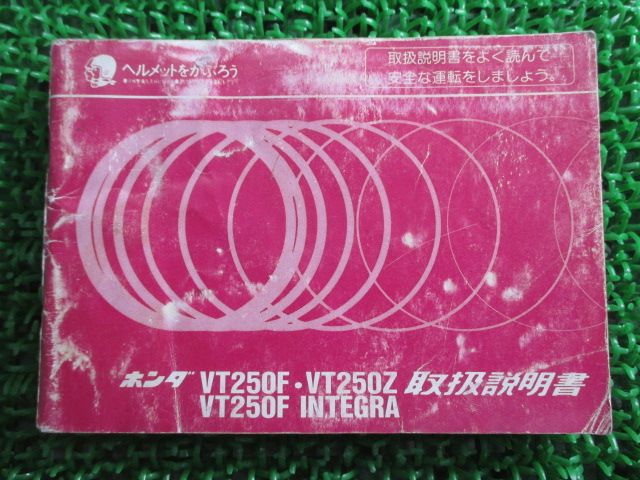 ヘルメットをかぶろう
取扱説明書をよく読んで
安全な運転をしましょう。
ホンダ VT250F・VT250Z 取扱説明書
VT250F INTEGRA